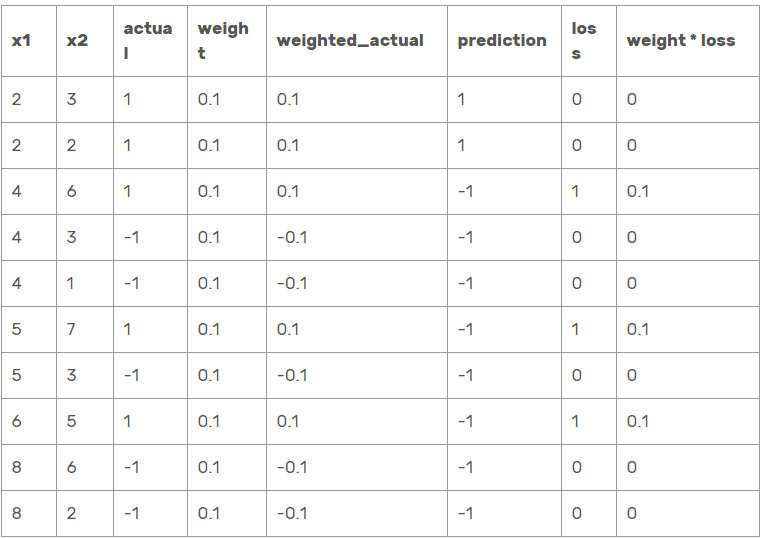 x1 x2 actual weight weighted_actual prediction loss weight * loss
2 3 1 0.1 0.1 1 0 0
2 2 1 0.1 0.1 1 0 0
4 6 1 0.1 0.1 -1 1 0.1
4 3 -1 0.1 -0.1 -1 0 0
4 1 -1 0.1 -0.1 -1 0 0
5 7 1 0.1 0.1 -1 1 0.1
5 3 -1 0.1 -0.1 -1 0 0
6 5 1 0.1 0.1 -1 1 0.1
8 6 -1 0.1 -0.1 -1 0 0
8 2 -1 0.1 -0.1 -1 0 0